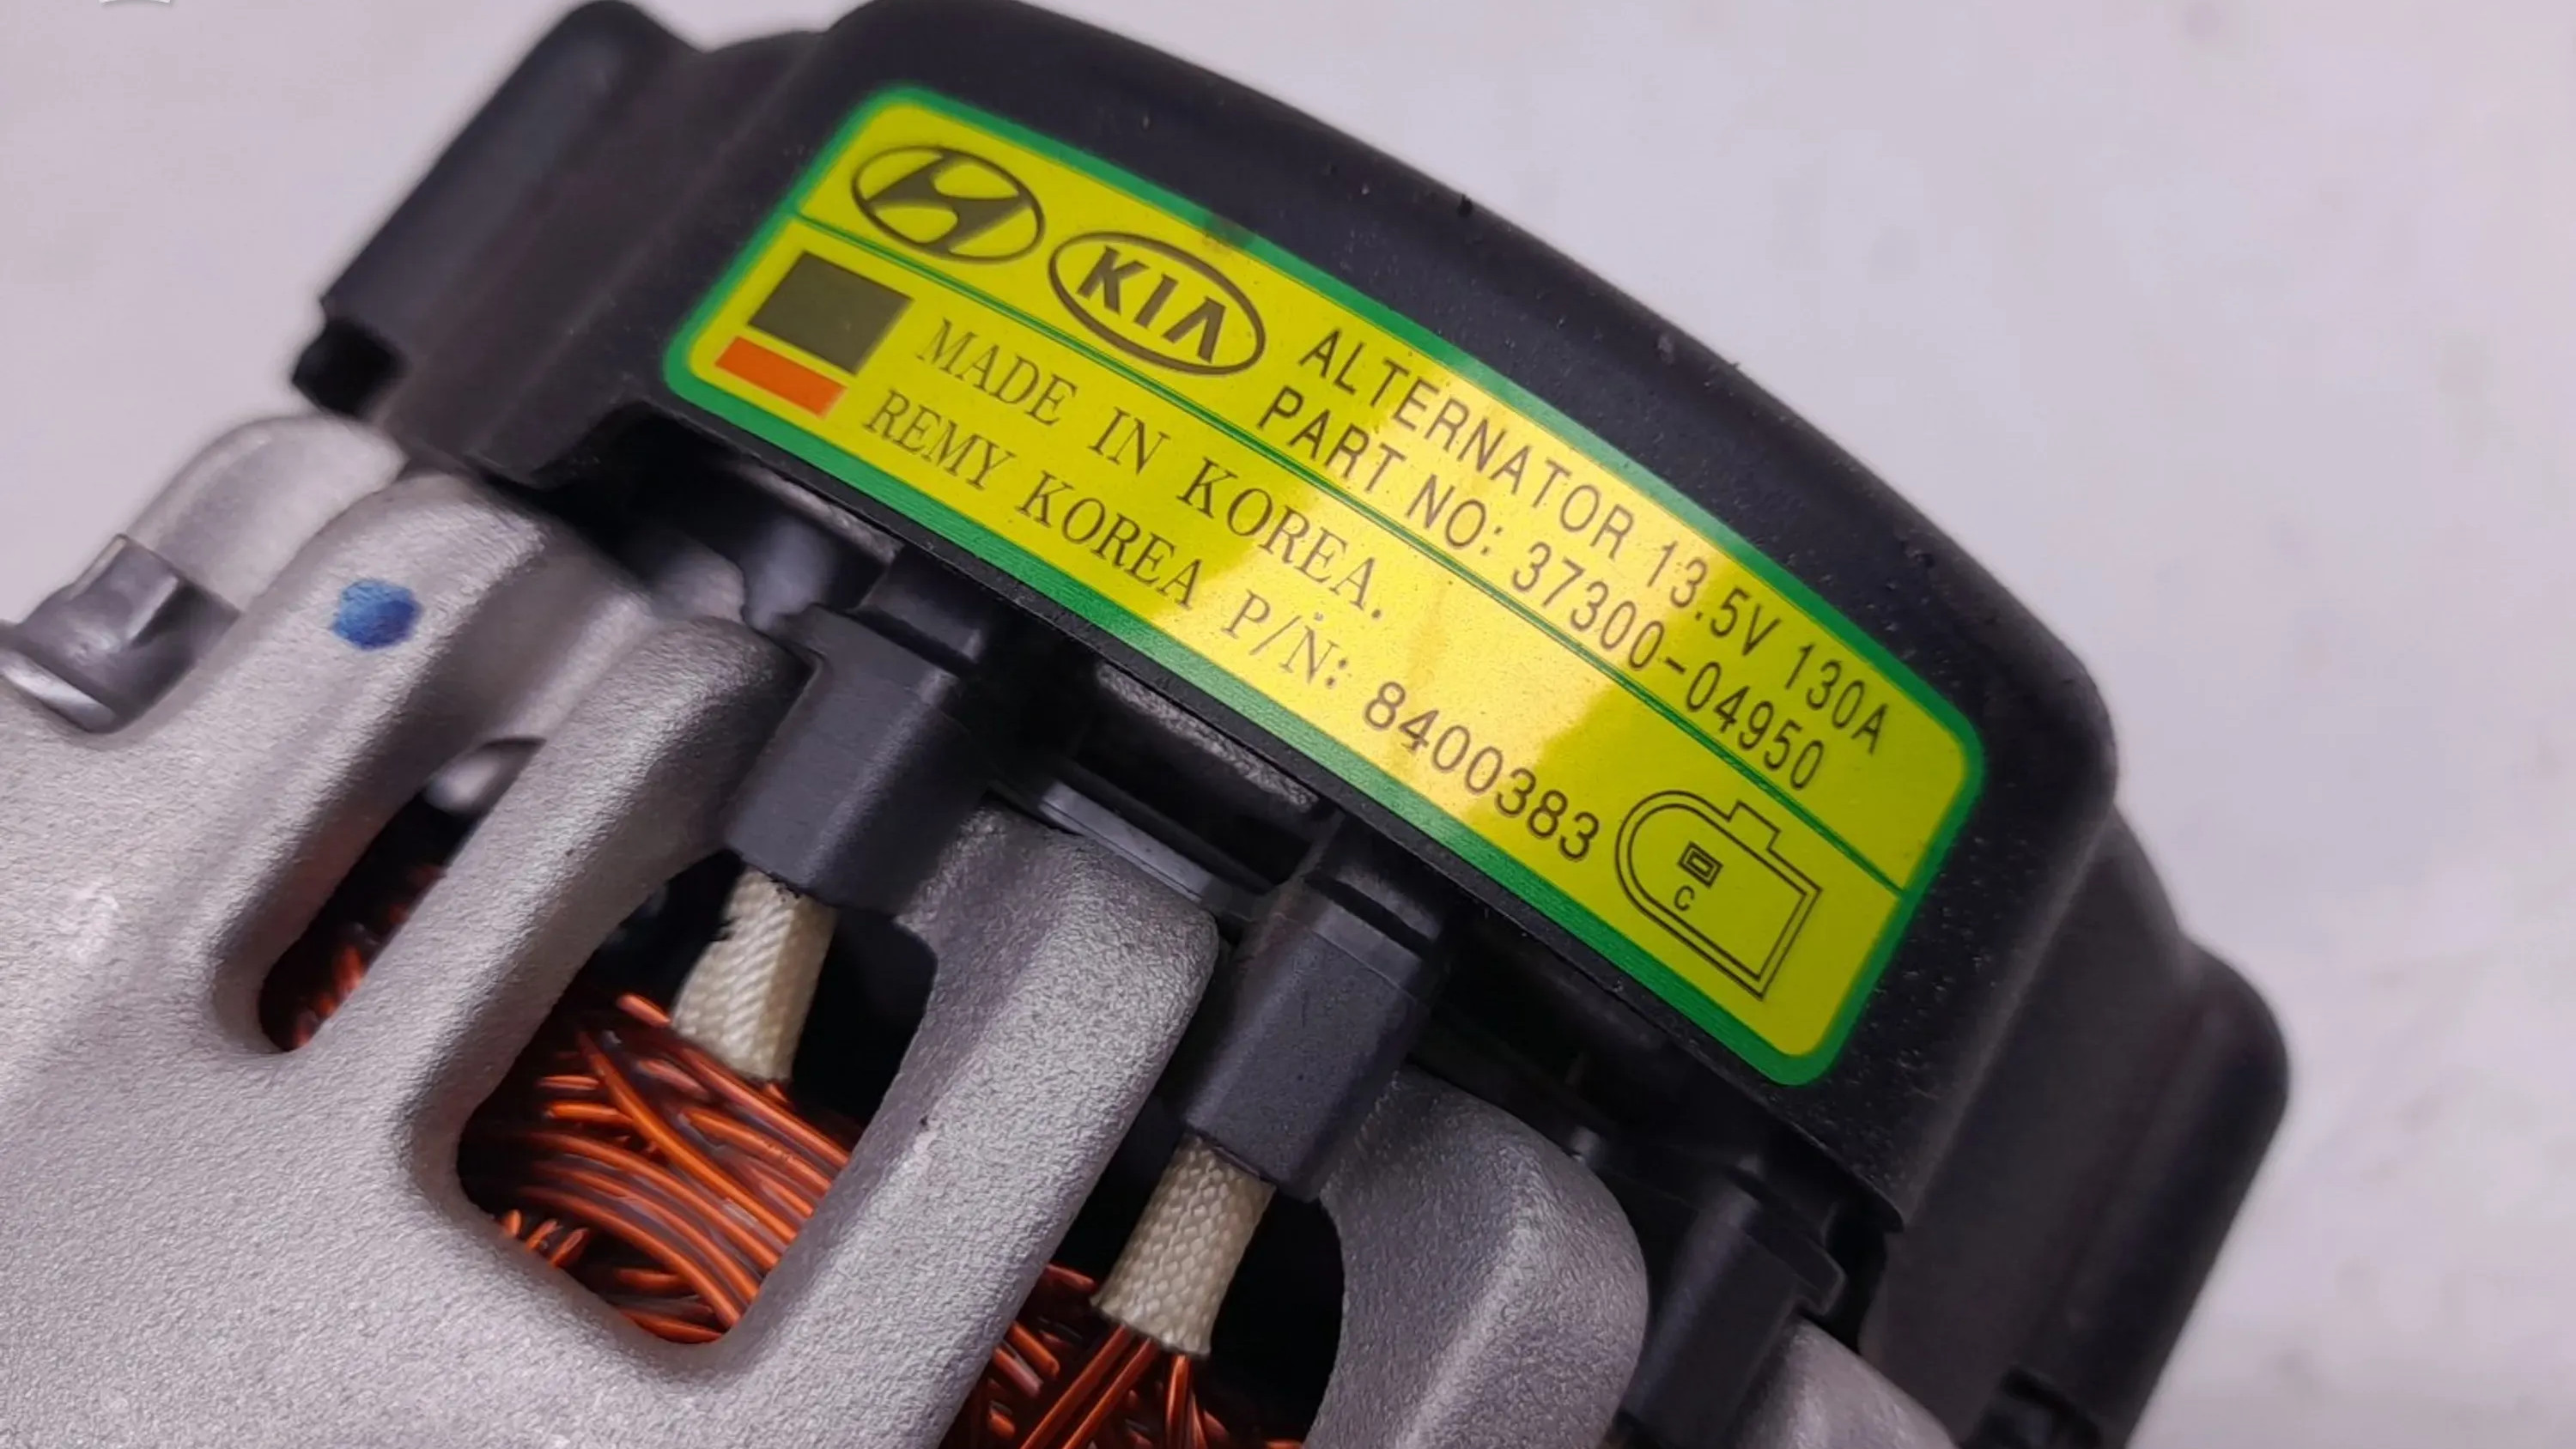 KIA
ALTERNATOR 13.5V 130A
PART NO: 37300-04950
MADE IN KOREA.
REMY KOREA P/N: 8400383
C